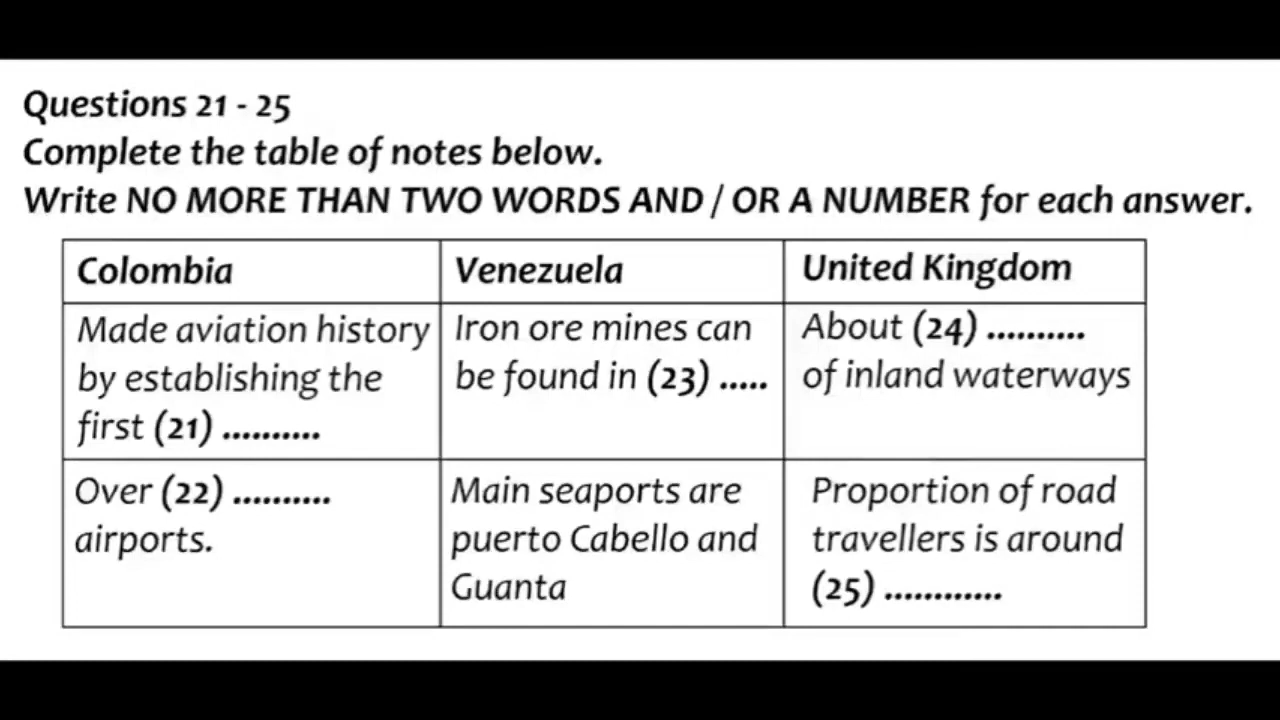 Questions 21 - 25
Complete the table of notes below.
Write NO MORE THAN TWO WORDS AND / OR A NUMBER for each answer.
Colombia
Venezuela
United Kingdom
Made aviation history
by establishing the
first (21) ..........
Iron ore mines can
be found in (23) .....
About (24) ..........
of inland waterways
Over (22) ..........
airports.
Main seaports are
puerto Cabello and
Guanta
Proportion of road
travellers is around
(25) ............